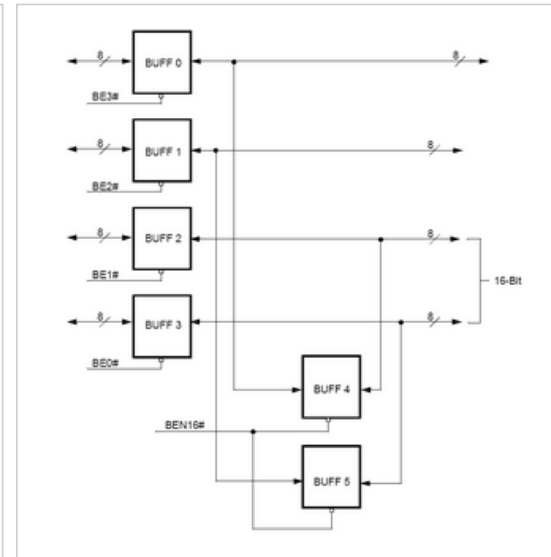 8 BUFF 0 8
BE3#
8 BUFF 1 8
BE2#
8 BUFF 2 8
BE1#
16-Bit
8 BUFF 3 8
BE0#
BUFF 4
BEN16#
BUFF 5